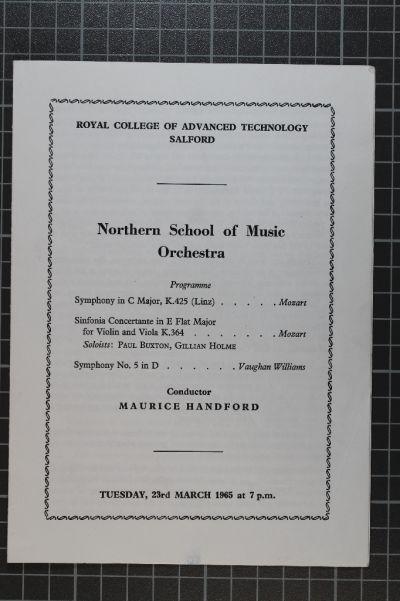 ROYAL COLLEGE OF ADVANCED TECHNOLOGY
SALFORD
Northern School of Music
Orchestra
Programme
Symphony in C Major, K.425 (Linz) . . . . . Mozart
Sinfonia Concertante in E Flat Major
for Violin and Viola K.364 . . . . . . . Mozart
Soloists: PAUL BUXTON, GILLIAN HOLME
Symphony No. 5 in D . . . . . . Vaughan Williams
Conductor
MAURICE HANDFORD
TUESDAY, 23rd MARCH 1965 at 7 p.m.